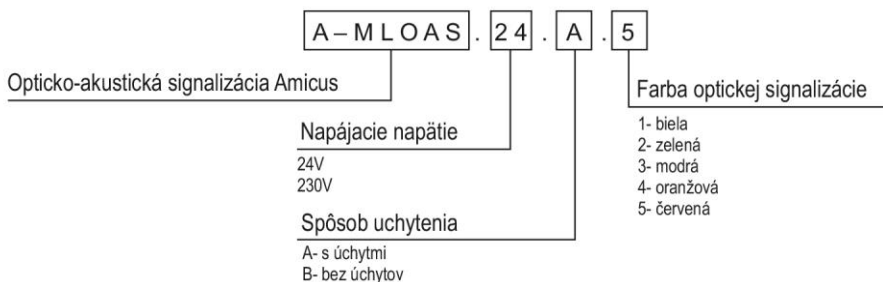 A–MLOAS.24.A.5
Opticko-akustická signalizácia Amicus
Farba optickej signalizácie
1- biela
2- zelená
3- modrá
4- oranžová
5- červená
Napájacie napätie
24V
230V
Spôsob uchytenia
A- s úchytmi
B- bez úchytov